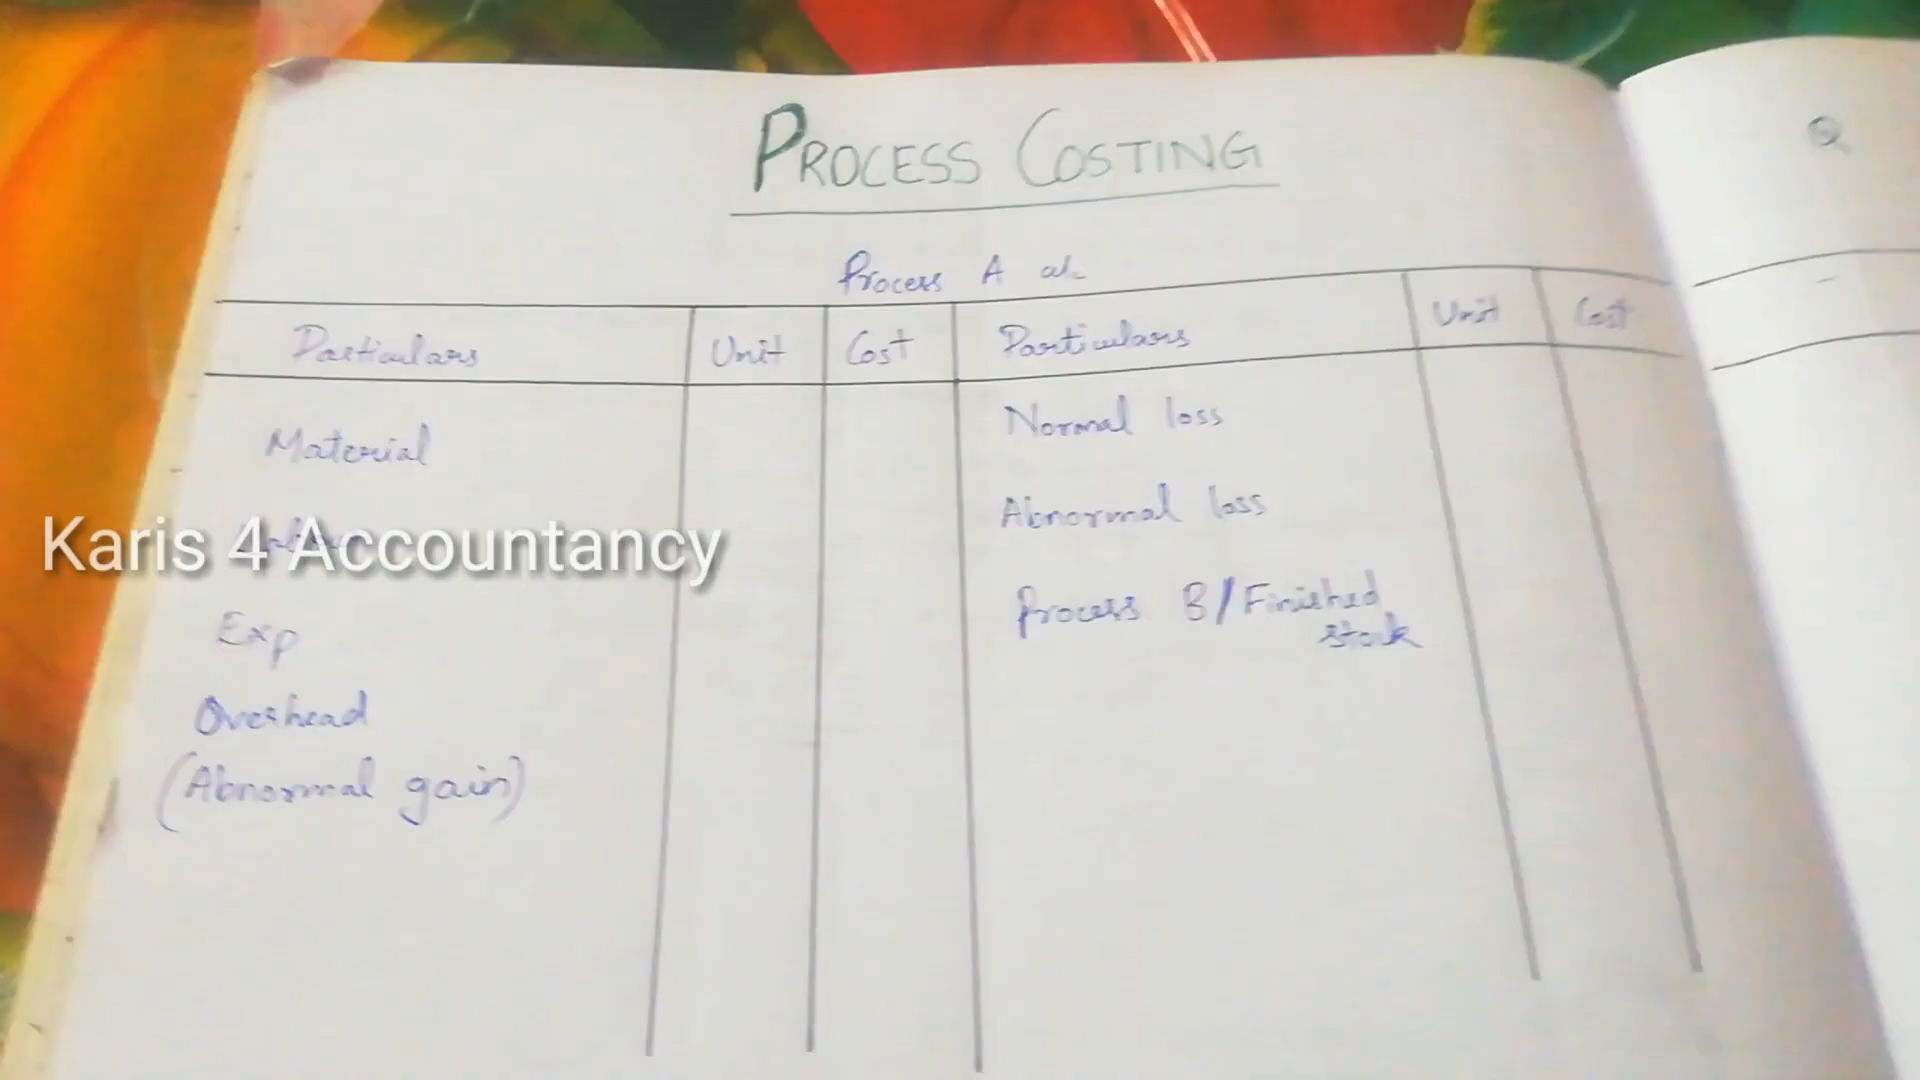 PROCESS COSTING
Process A a/c
Particulars Unit Cost Particulars Unit Cost
Material
Normal loss
Abnormal loss
Karis 4 Accountancy
Exp
Process B/Finished
stock
Overhead
(Abnormal gain)
Q